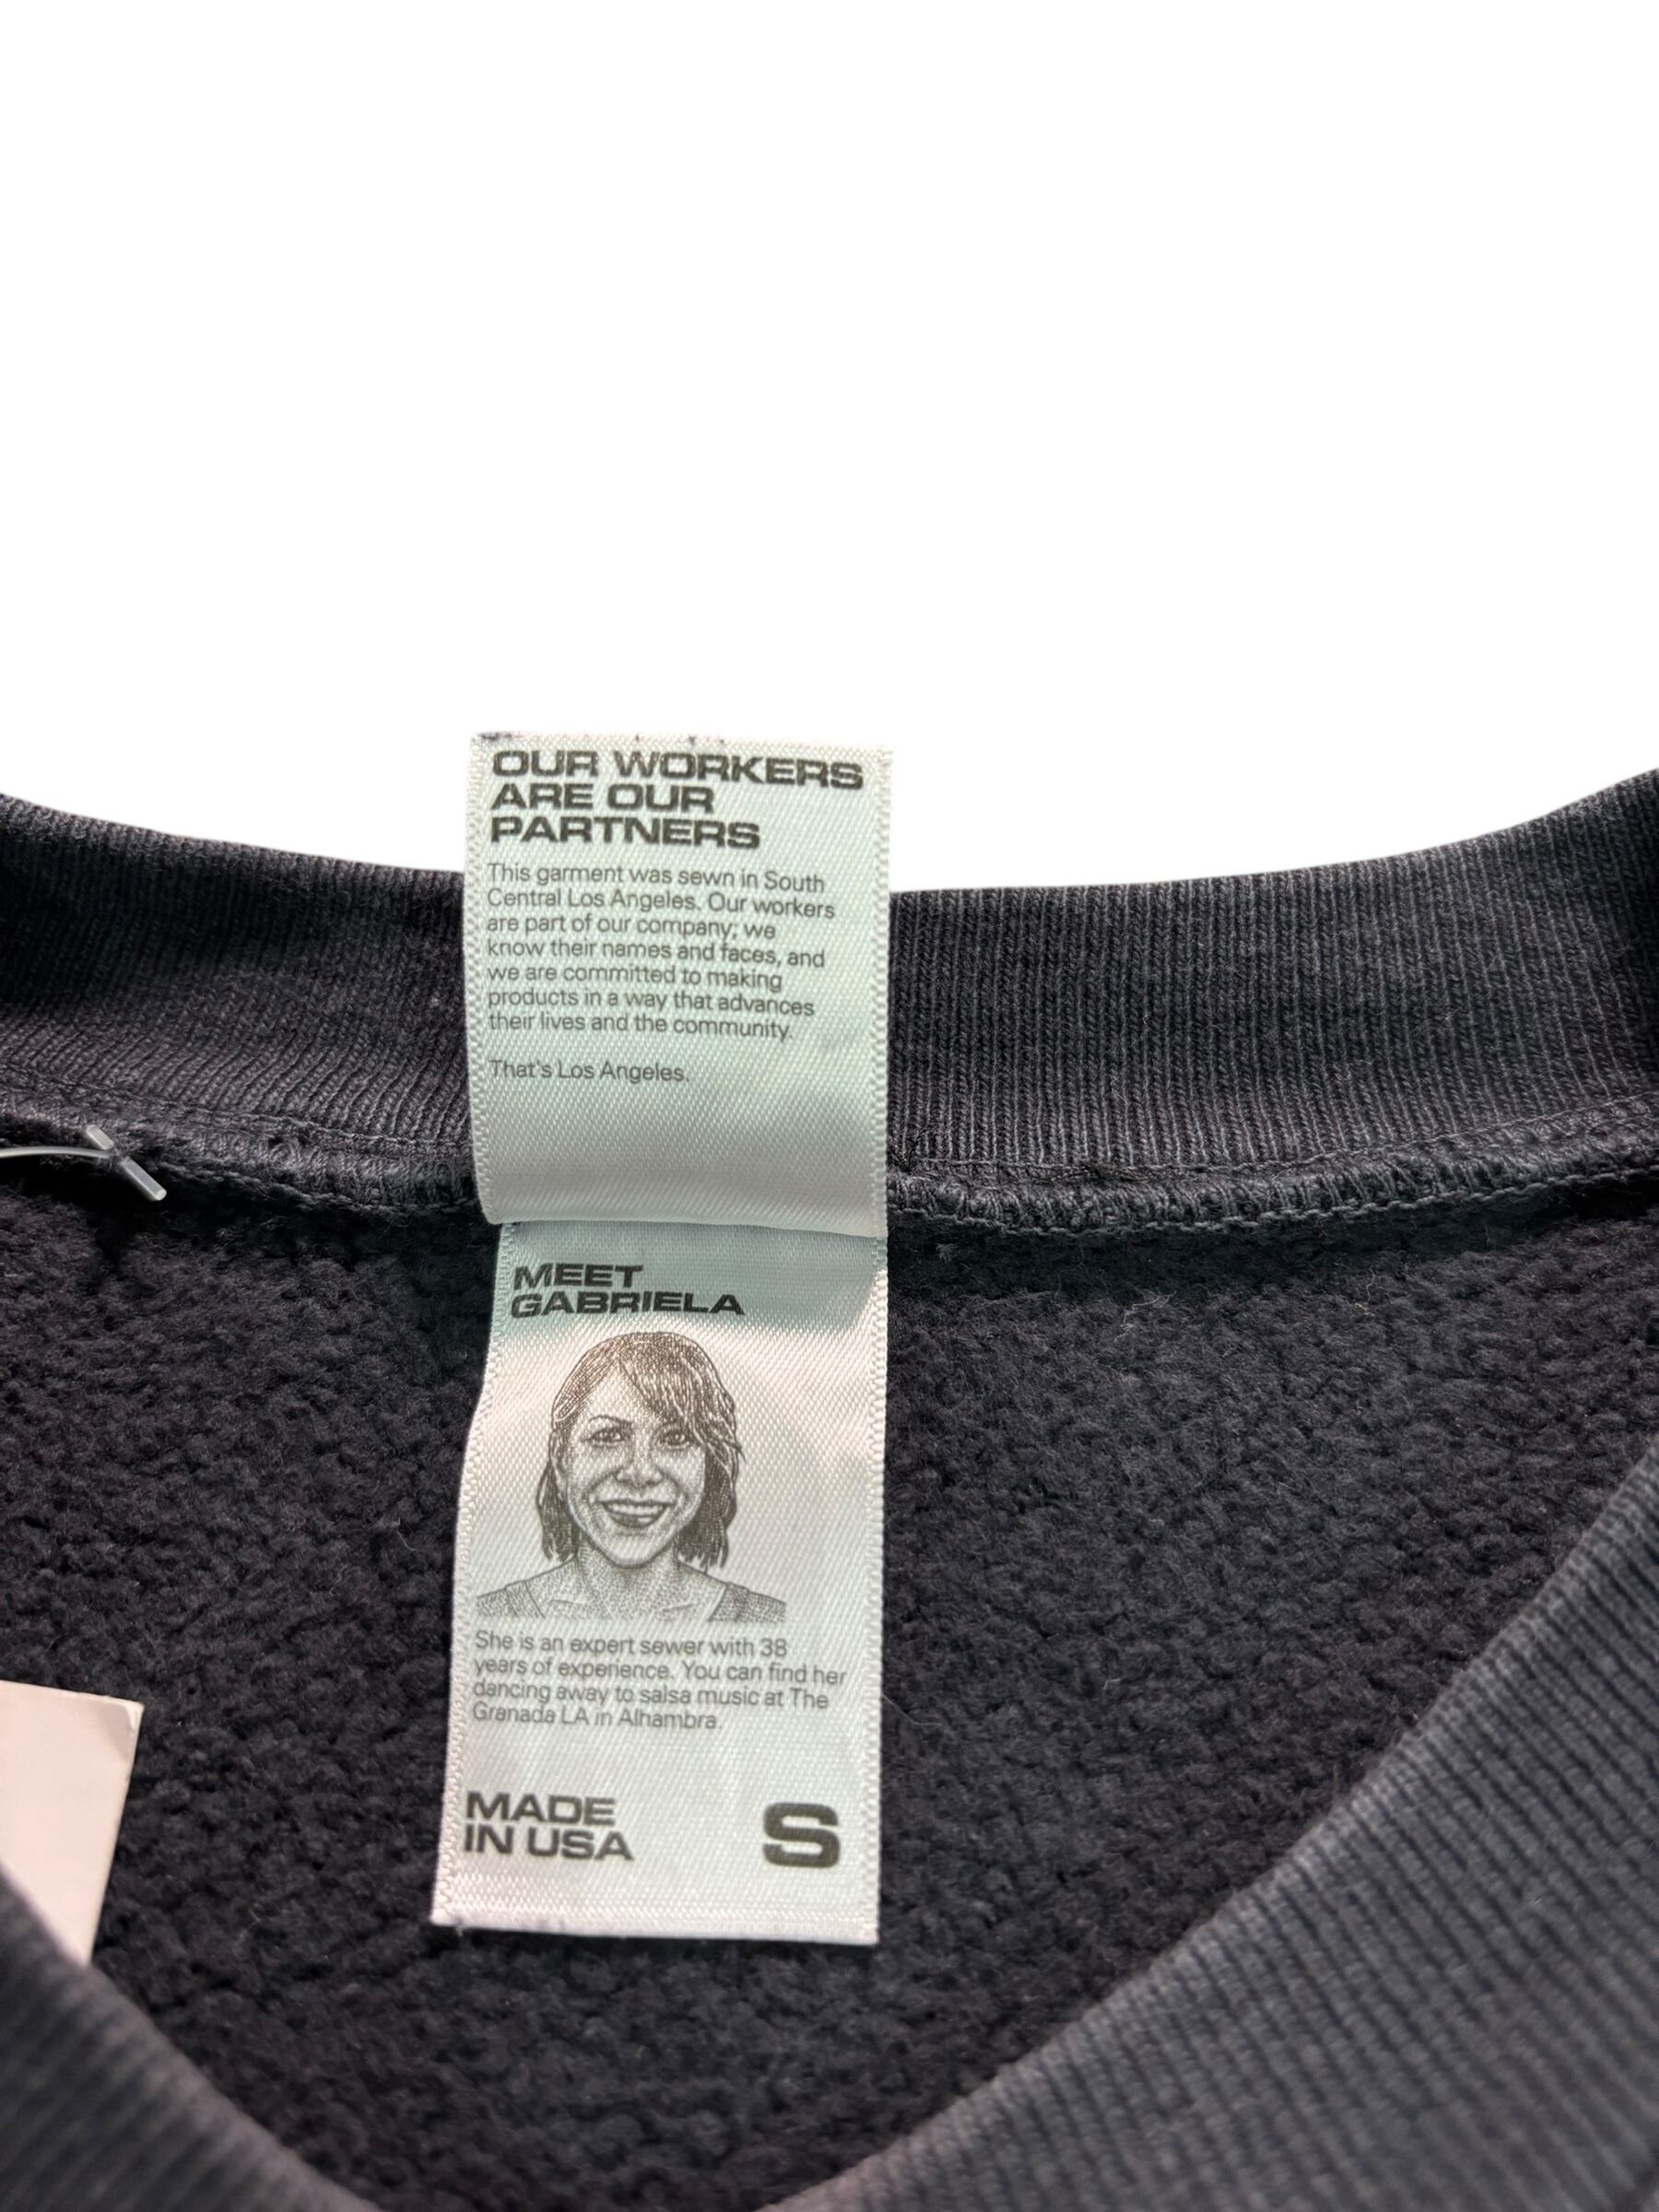 OUR WORKERS
ARE OUR
PARTNERS
This garment was sewn in South
Central Los Angeles. Our workers
are part of our company; we
know their names and faces, and
we are committed to making
products in a way that advances
their lives and the community.
That's Los Angeles.
MEET
GABRIELA
She is an expert sewer with 38
years of experience. You can find her
dancing away to salsa music at The
Granada LA in Alhambra.
MADE
IN USA
S